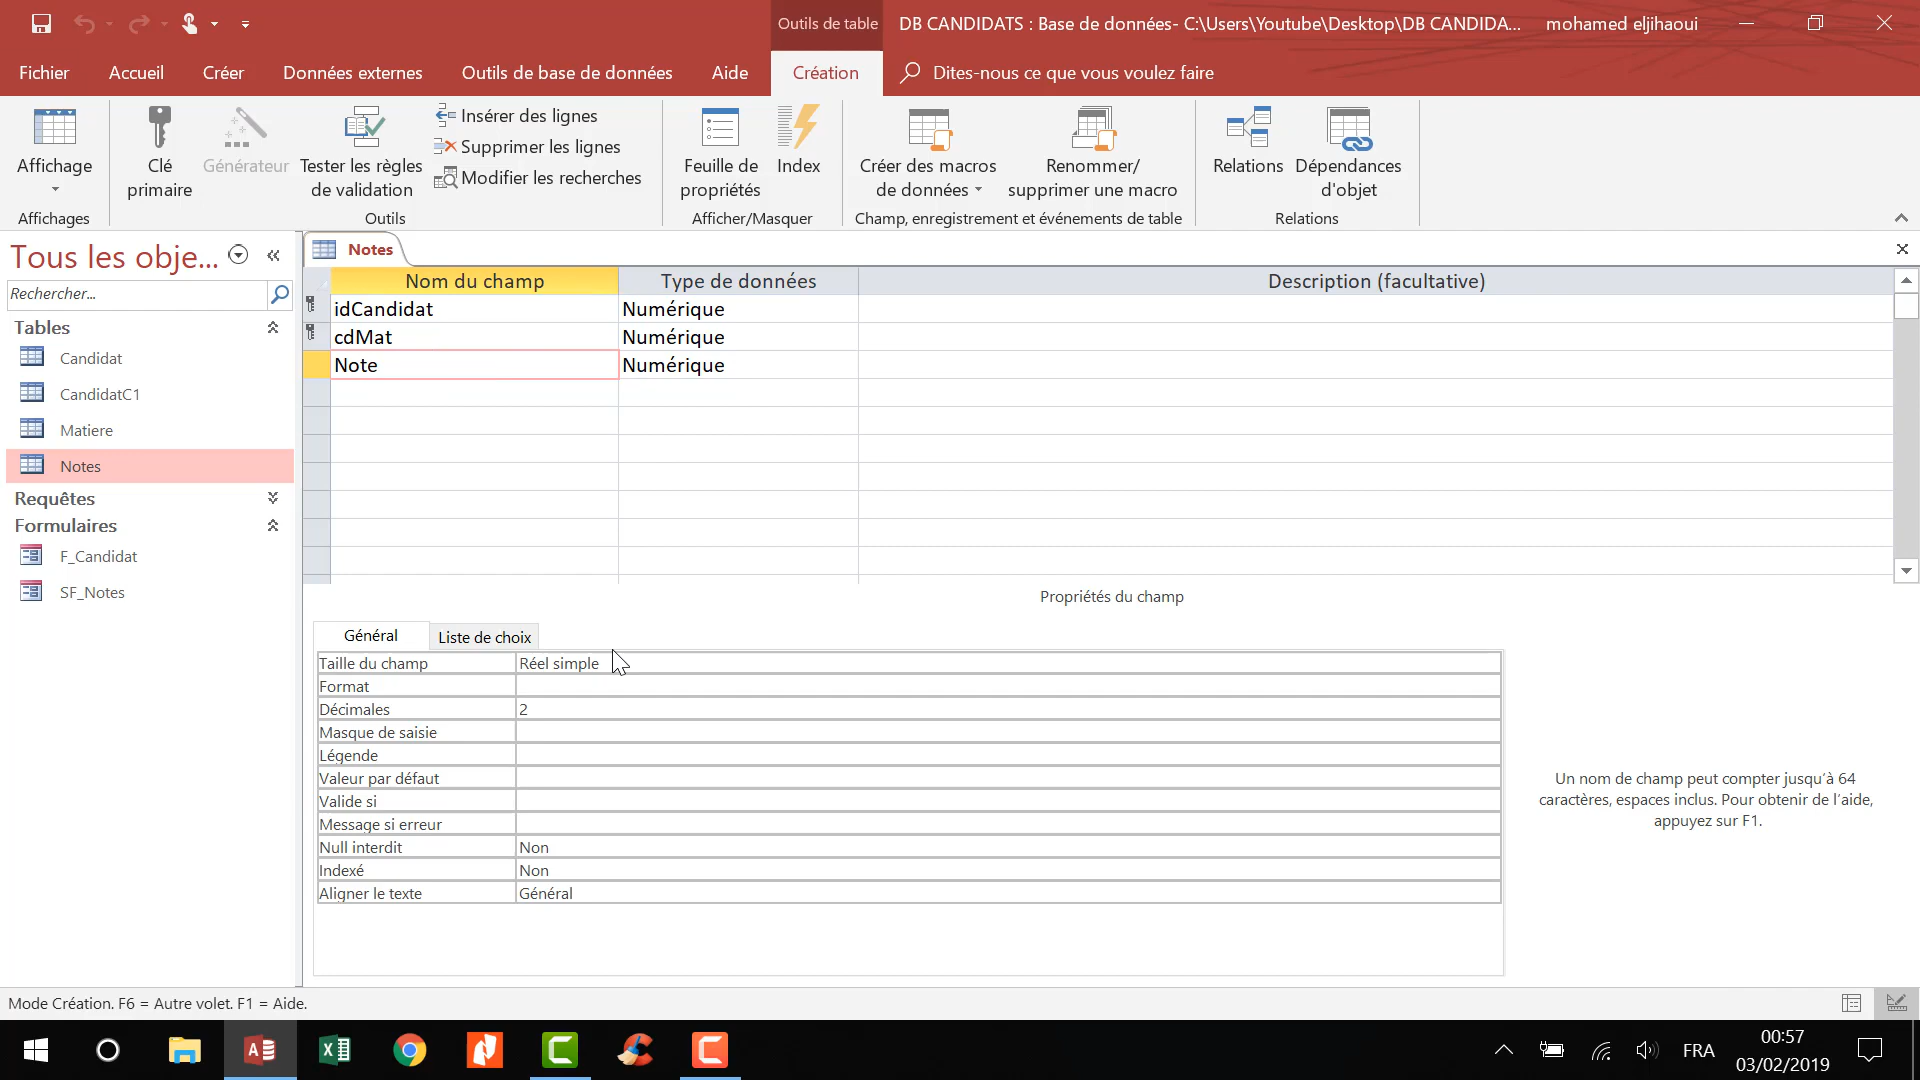 Outils de table
DB CANDIDATS : Base de données- C:\Users\Youtube\Desktop\DB CANDIDA...
mohamed eljihaoui
Fichier
Accueil
Créer
Données externes
Outils de base de données
Aide
Création
Dites-nous ce que vous voulez faire
Affichage
Affichages
Clé
primaire
Générateur
Tester les règles
de validation
Insérer des lignes
Supprimer les lignes
Modifier les recherches
Outils
Feuille de
propriétés
Index
Afficher/Masquer
Créer des macros
de données
Renommer/
supprimer une macro
Champ, enregistrement et événements de table
Relations
Dépendances
d'objet
Relations
Tous les obje...
Rechercher...
Tables
Candidat
CandidatC1
Matiere
Notes
Requêtes
Formulaires
F_Candidat
SF_Notes
Notes
Nom du champ
Type de données
Description (facultative)
idCandidat
Numérique
cdMat
Numérique
Note
Numérique
Propriétés du champ
Général
Liste de choix
Taille du champ
Réel simple
Format
Décimales
2
Masque de saisie
Légende
Valeur par défaut
Valide si
Message si erreur
Null interdit
Non
Indexé
Non
Aligner le texte
Général
Un nom de champ peut compter jusqu'à 64
caractères, espaces inclus. Pour obtenir de l'aide,
appuyez sur F1.
Mode Création. F6 = Autre volet. F1 = Aide.
FRA
00:57
03/02/2019